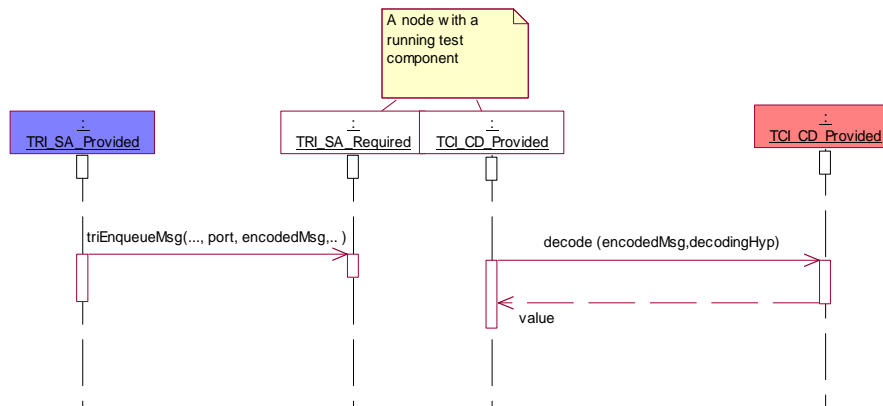 A node with a
running test
component
:
TRI_SA_Provided
:
TRI_SA_Required
:
TCI_CD_Provided
:
TCI_CD_Provided
triEnqueueMsg(..., port, encodedMsg,.. )
decode (encodedMsg,decodingHyp)
value